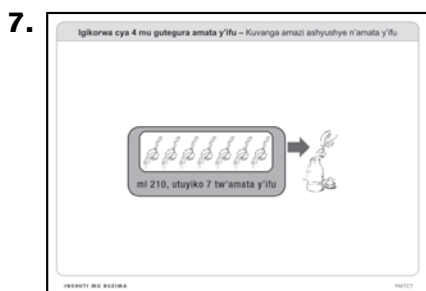 7.
Igikorwa cya 4 mu gutegura amata y'ifu – Kuvanga amazi ashyushye n'amata y'ifu
ml 210, utuyiko 7 tw'amata y'ifu
INSHUTI MU BUZIMA
PMTCT